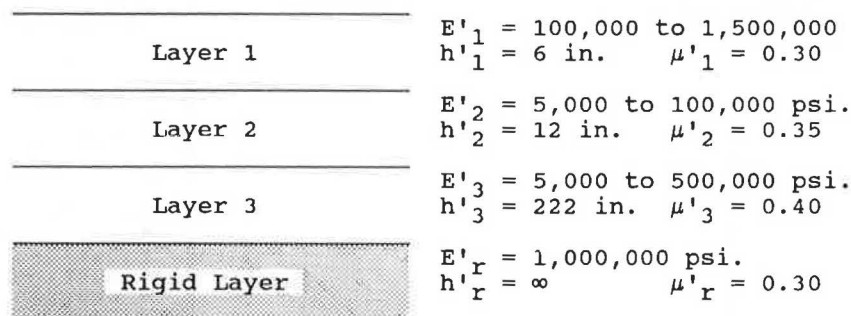 Layer 1
E'1 = 100,000 to 1,500,000
h'1 = 6 in. μ'1 = 0.30
Layer 2
E'2 = 5,000 to 100,000 psi.
h'2 = 12 in. μ'2 = 0.35
Layer 3
E'3 = 5,000 to 500,000 psi.
h'3 = 222 in. μ'3 = 0.40
Rigid Layer
E'r = 1,000,000 psi.
h'r = ∞ μ'r = 0.30